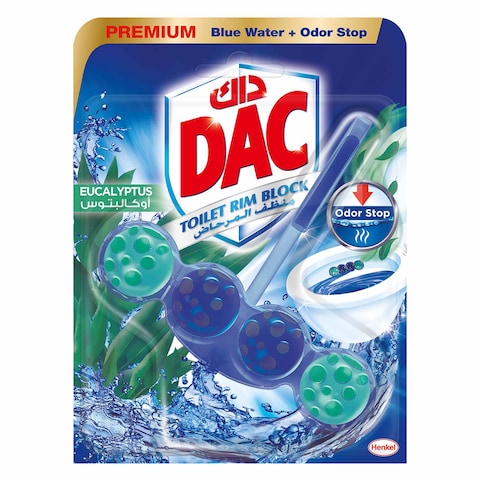 PREMIUM Blue Water + Odor Stop
داك
DAC
TOILET RIM BLOCK
منظف المرحاض
EUCALYPTUS
أوكالبتوس
Odor Stop
Henkel